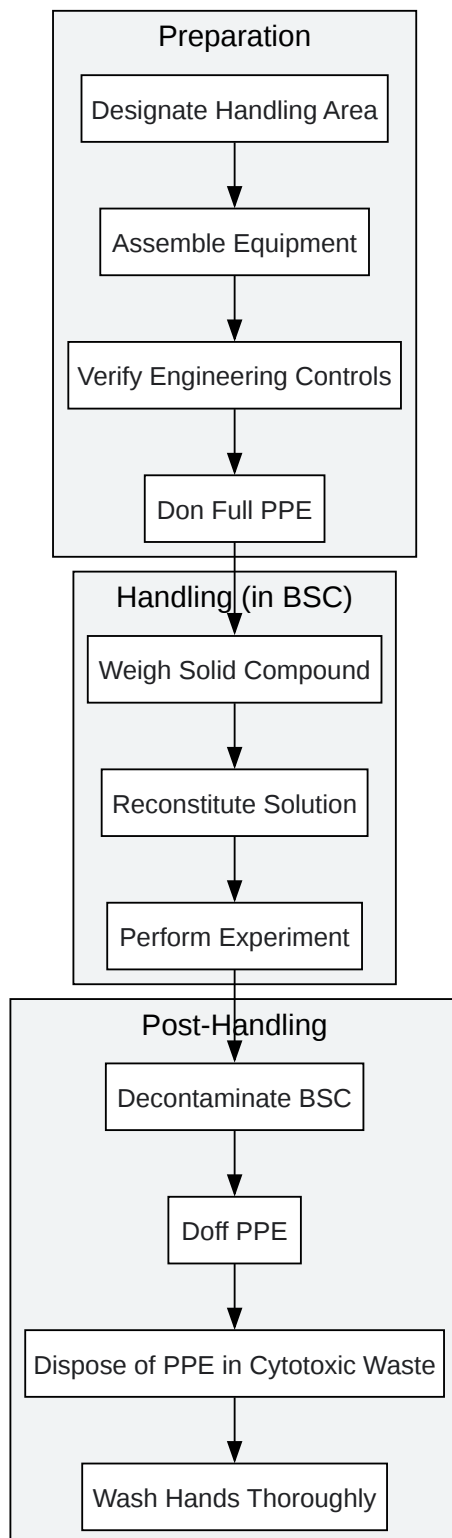 Preparation
Designate Handling Area
Assemble Equipment
Verify Engineering Controls
Don Full PPE
Handling (in BSC)
Weigh Solid Compound
Reconstitute Solution
Perform Experiment
Post-Handling
Decontaminate BSC
Doff PPE
Dispose of PPE in Cytotoxic Waste
Wash Hands Thoroughly